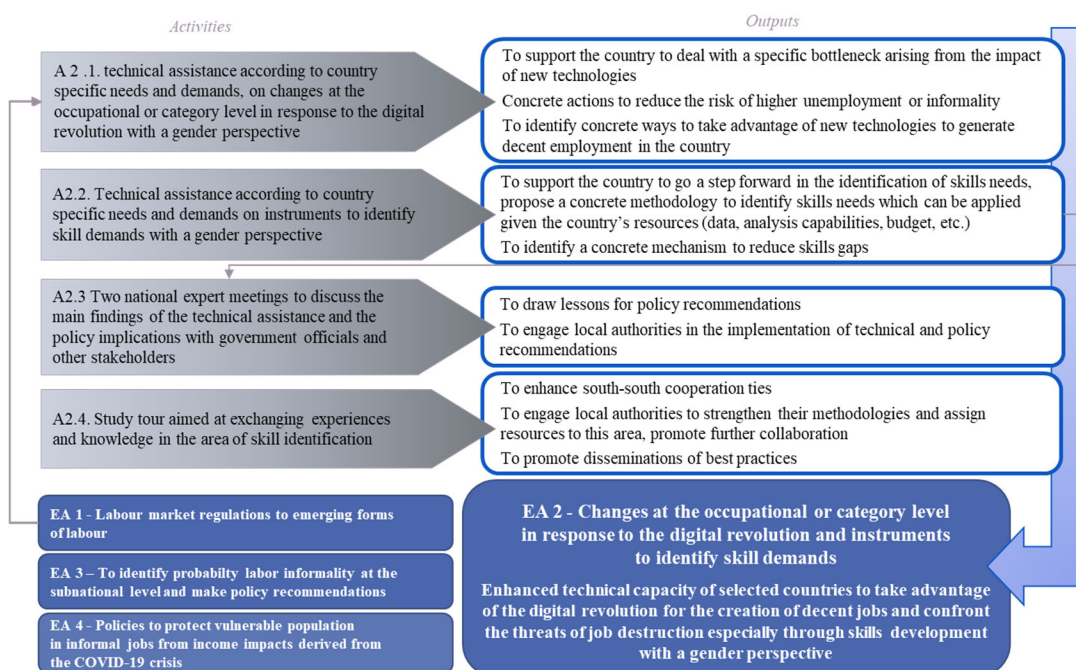 Activities
Outputs
A 2 .1. technical assistance according to country
specific needs and demands, on changes at the
occupational or category level in response to the digital
revolution with a gender perspective
To support the country to deal with a specific bottleneck arising from the impact
of new technologies
Concrete actions to reduce the risk of higher unemployment or informality
To identify concrete ways to take advantage of new technologies to generate
decent employment in the country
A2.2. Technical assistance according to country
specific needs and demands on instruments to identify
skill demands with a gender perspective
To support the country to go a step forward in the identification of skills needs,
propose a concrete methodology to identify skills needs which can be applied
given the country's resources (data, analysis capabilities, budget, etc.)
To identify a concrete mechanism to reduce skills gaps
A2.3 Two national expert meetings to discuss the
main findings of the technical assistance and the
policy implications with government officials and
other stakeholders
To draw lessons for policy recommendations
To engage local authorities in the implementation of technical and policy
recommendations
A2.4. Study tour aimed at exchanging experiences
and knowledge in the area of skill identification
To enhance south-south cooperation ties
To engage local authorities to strengthen their methodologies and assign
resources to this area, promote further collaboration
To promote disseminations of best practices
EA 1 - Labour market regulations to emerging forms
of labour
EA 3 – To identify probabilty labor informality at the
subnational level and make policy recommendations
EA 4 - Policies to protect vulnerable population
in informal jobs from income impacts derived from
the COVID-19 crisis
EA 2 - Changes at the occupational or category level
in response to the digital revolution and instruments
to identify skill demands
Enhanced technical capacity of selected countries to take advantage
of the digital revolution for the creation of decent jobs and confront
the threats of job destruction especially through skills development
with a gender perspective